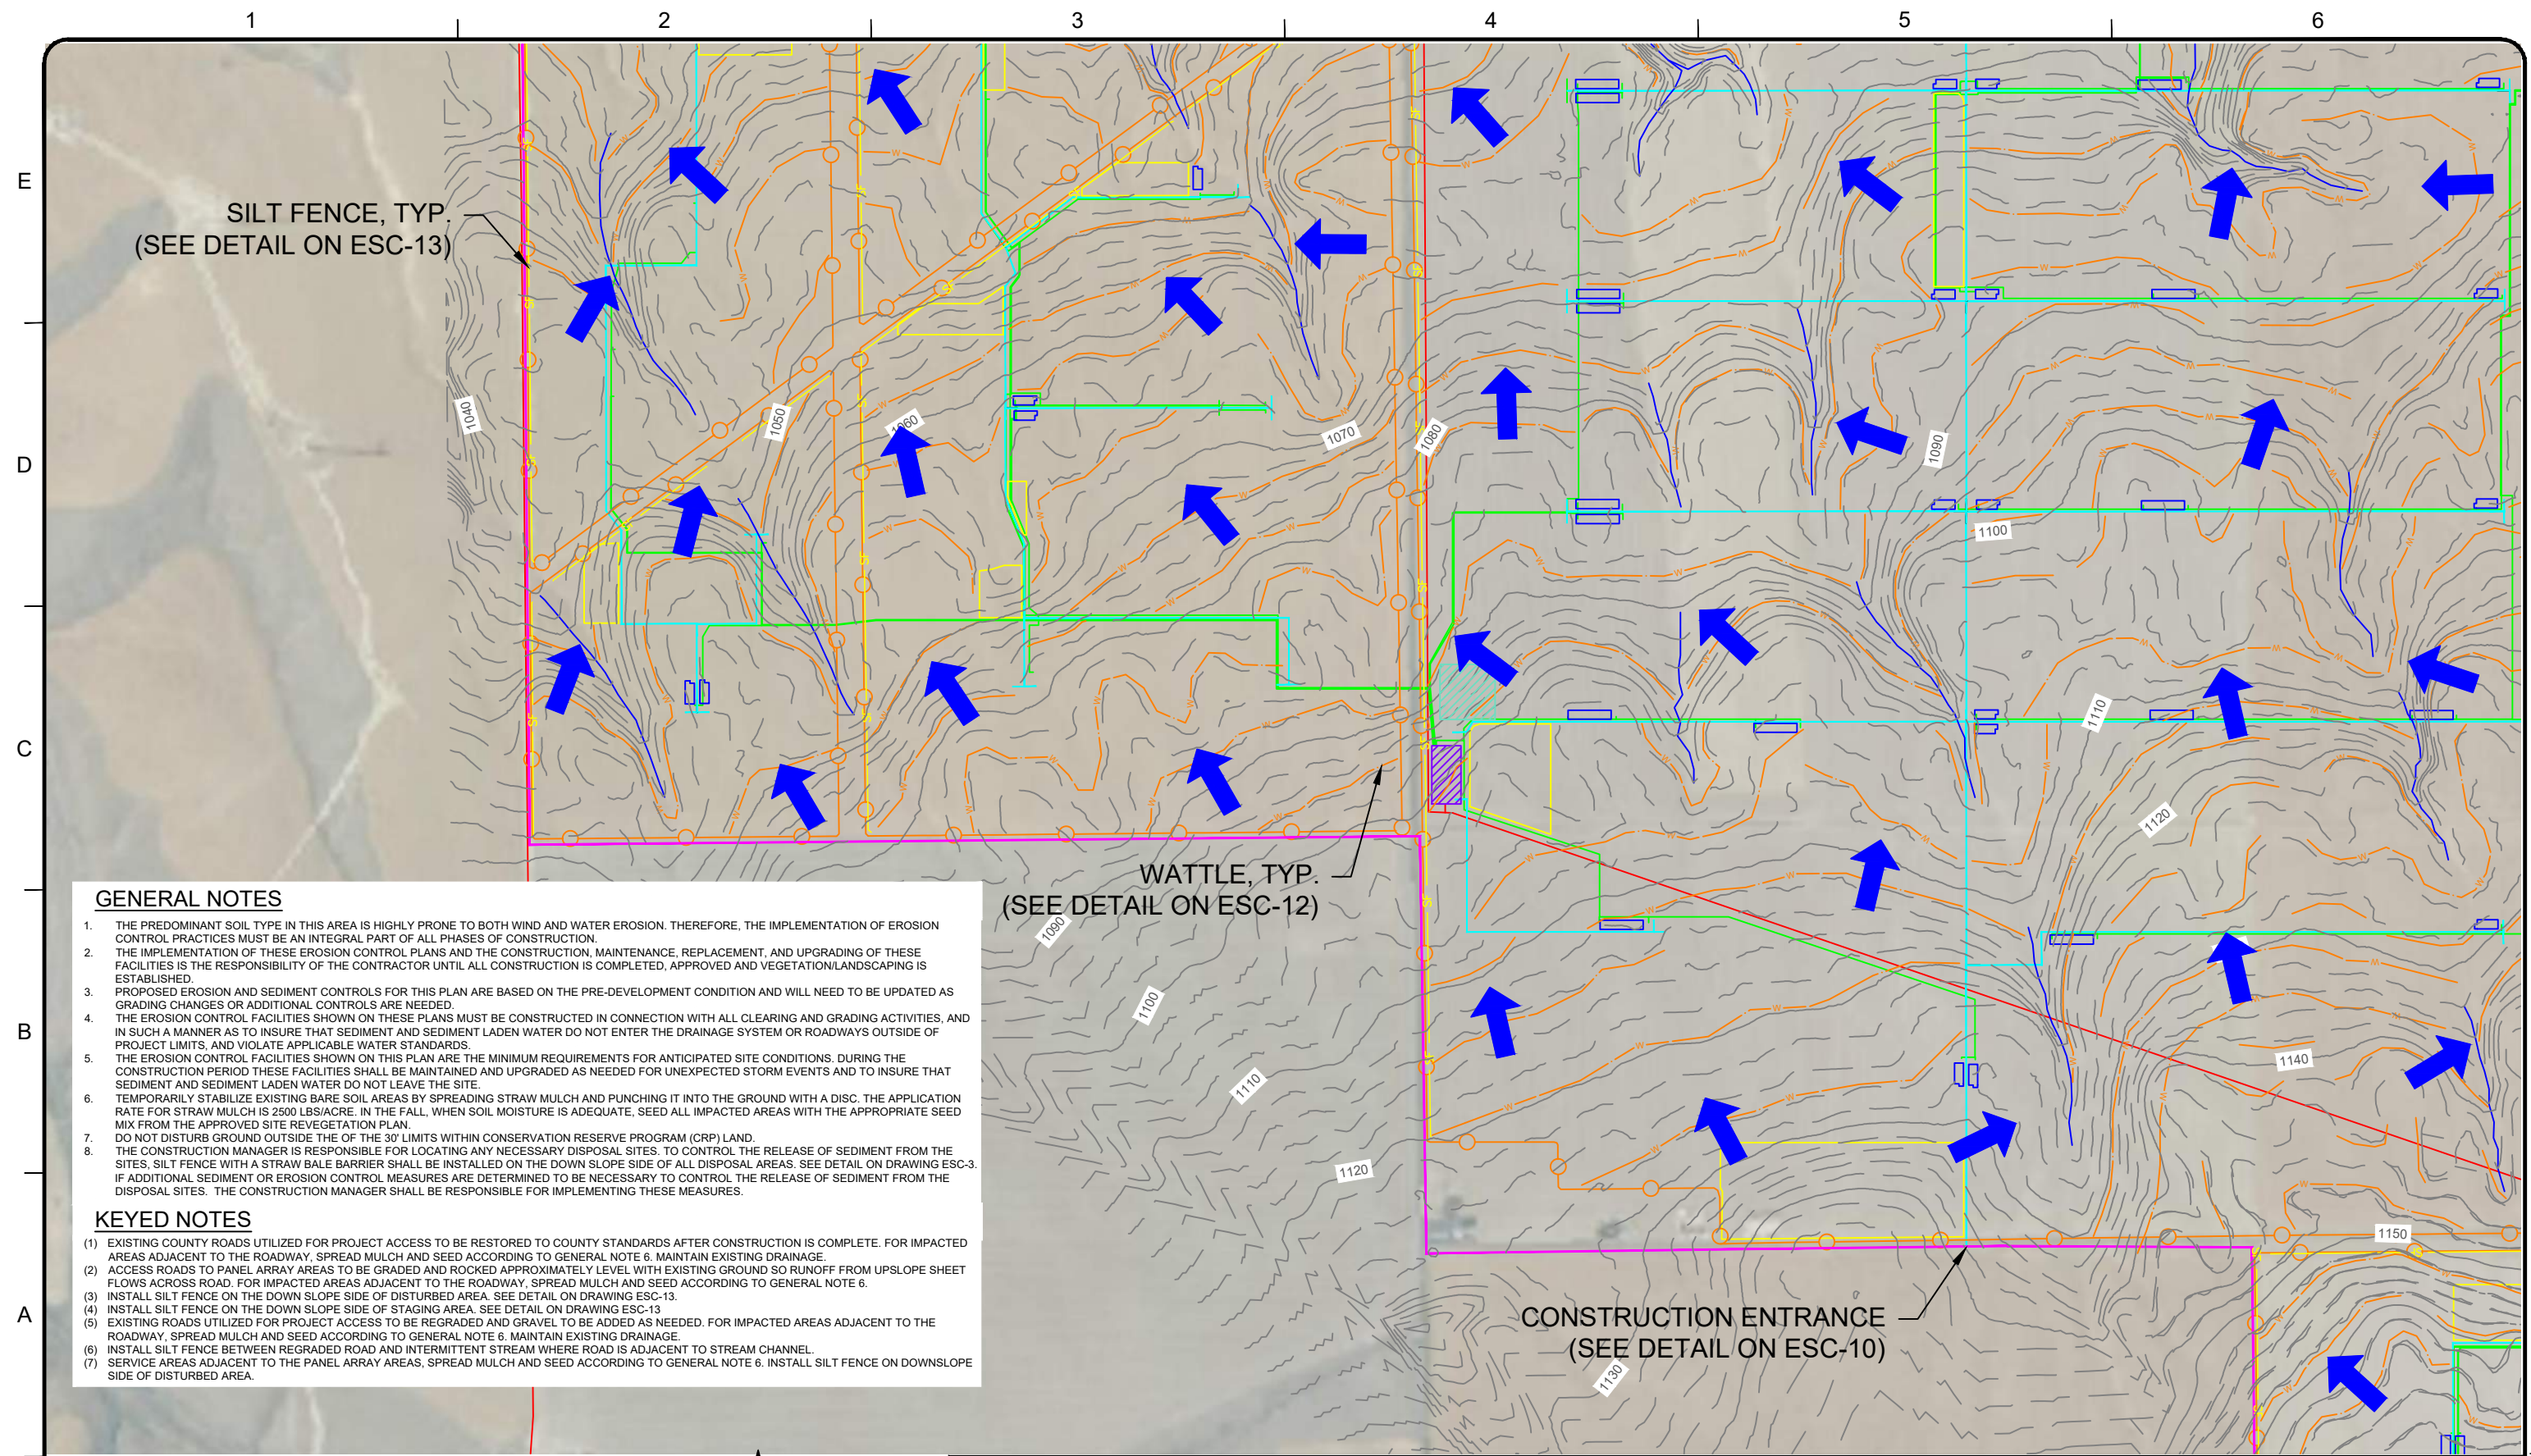 1 2 3 4 5 6
E
SILT FENCE, TYP.
(SEE DETAIL ON ESC-13)
1040
1050
1060
1070
1080
1090
D
1100
C
1110
1120
WATTLE, TYP.
(SEE DETAIL ON ESC-12)
1090
1100
1110
1120
1140
B
1150
1130
CONSTRUCTION ENTRANCE
(SEE DETAIL ON ESC-10)
A
GENERAL NOTES
1. THE PREDOMINANT SOIL TYPE IN THIS AREA IS HIGHLY PRONE TO BOTH WIND AND WATER EROSION. THEREFORE, THE IMPLEMENTATION OF EROSION
CONTROL PRACTICES MUST BE AN INTEGRAL PART OF ALL PHASES OF CONSTRUCTION.
2. THE IMPLEMENTATION OF THESE EROSION CONTROL PLANS AND THE CONSTRUCTION, MAINTENANCE, REPLACEMENT, AND UPGRADING OF THESE
FACILITIES IS THE RESPONSIBILITY OF THE CONTRACTOR UNTIL ALL CONSTRUCTION IS COMPLETED, APPROVED AND VEGETATION/LANDSCAPING IS
ESTABLISHED.
3. PROPOSED EROSION AND SEDIMENT CONTROLS FOR THIS PLAN ARE BASED ON THE PRE-DEVELOPMENT CONDITION AND WILL NEED TO BE UPDATED AS
GRADING CHANGES OR ADDITIONAL CONTROLS ARE NEEDED.
4. THE EROSION CONTROL FACILITIES SHOWN ON THESE PLANS MUST BE CONSTRUCTED IN CONNECTION WITH ALL CLEARING AND GRADING ACTIVITIES, AND
IN SUCH A MANNER AS TO INSURE THAT SEDIMENT AND SEDIMENT LADEN WATER DO NOT ENTER THE DRAINAGE SYSTEM OR ROADWAYS OUTSIDE OF
PROJECT LIMITS, AND VIOLATE APPLICABLE WATER STANDARDS.
5. THE EROSION CONTROL FACILITIES SHOWN ON THIS PLAN ARE THE MINIMUM REQUIREMENTS FOR ANTICIPATED SITE CONDITIONS. DURING THE
CONSTRUCTION PERIOD THESE FACILITIES SHALL BE MAINTAINED AND UPGRADED AS NEEDED FOR UNEXPECTED STORM EVENTS AND TO INSURE THAT
SEDIMENT AND SEDIMENT LADEN WATER DO NOT LEAVE THE SITE.
6. TEMPORARILY STABILIZE EXISTING BARE SOIL AREAS BY SPREADING STRAW MULCH AND PUNCHING IT INTO THE GROUND WITH A DISC. THE APPLICATION
RATE FOR STRAW MULCH IS 2500 LBS/ACRE. IN THE FALL, WHEN SOIL MOISTURE IS ADEQUATE, SEED ALL IMPACTED AREAS WITH THE APPROPRIATE SEED
MIX FROM THE APPROVED SITE REVEGETATION PLAN.
7. DO NOT DISTURB GROUND OUTSIDE THE OF THE 30' LIMITS WITHIN CONSERVATION RESERVE PROGRAM (CRP) LAND.
8. THE CONSTRUCTION MANAGER IS RESPONSIBLE FOR LOCATING ANY NECESSARY DISPOSAL SITES. TO CONTROL THE RELEASE OF SEDIMENT FROM THE
SITES, SILT FENCE WITH A STRAW BALE BARRIER SHALL BE INSTALLED ON THE DOWN SLOPE SIDE OF ALL DISPOSAL AREAS. SEE DETAIL ON DRAWING ESC-3.
IF ADDITIONAL SEDIMENT OR EROSION CONTROL MEASURES ARE DETERMINED TO BE NECESSARY TO CONTROL THE RELEASE OF SEDIMENT FROM THE
DISPOSAL SITES. THE CONSTRUCTION MANAGER SHALL BE RESPONSIBLE FOR IMPLEMENTING THESE MEASURES.
KEYED NOTES
(1) EXISTING COUNTY ROADS UTILIZED FOR PROJECT ACCESS TO BE RESTORED TO COUNTY STANDARDS AFTER CONSTRUCTION IS COMPLETE. FOR IMPACTED
AREAS ADJACENT TO THE ROADWAY, SPREAD MULCH AND SEED ACCORDING TO GENERAL NOTE 6. MAINTAIN EXISTING DRAINAGE.
(2) ACCESS ROADS TO PANEL ARRAY AREAS TO BE GRADED AND ROCKED APPROXIMATELY LEVEL WITH EXISTING GROUND SO RUNOFF FROM UPSLOPE SHEET
FLOWS ACROSS ROAD. FOR IMPACTED AREAS ADJACENT TO THE ROADWAY, SPREAD MULCH AND SEED ACCORDING TO GENERAL NOTE 6.
(3) INSTALL SILT FENCE ON THE DOWN SLOPE SIDE OF DISTURBED AREA. SEE DETAIL ON DRAWING ESC-13.
(4) INSTALL SILT FENCE ON THE DOWN SLOPE SIDE OF STAGING AREA. SEE DETAIL ON DRAWING ESC-13
(5) EXISTING ROADS UTILIZED FOR PROJECT ACCESS TO BE REGRADED AND GRAVEL TO BE ADDED AS NEEDED. FOR IMPACTED AREAS ADJACENT TO THE
ROADWAY, SPREAD MULCH AND SEED ACCORDING TO GENERAL NOTE 6. MAINTAIN EXISTING DRAINAGE.
(6) INSTALL SILT FENCE BETWEEN REGRADED ROAD AND INTERMITTENT STREAM WHERE ROAD IS ADJACENT TO STREAM CHANNEL.
(7) SERVICE AREAS ADJACENT TO THE PANEL ARRAY AREAS, SPREAD MULCH AND SEED ACCORDING TO GENERAL NOTE 6. INSTALL SILT FENCE ON DOWNSLOPE
SIDE OF DISTURBED AREA.